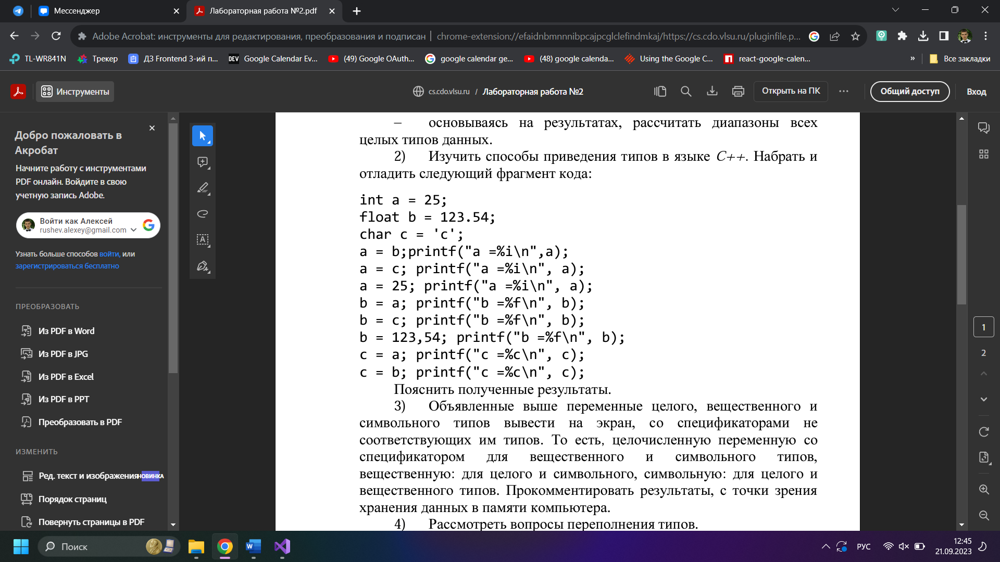 Мессенджер
Лабораторная работа №2.pdf
Adobe Acrobat: инструменты для редактирования, преобразования и подписан | chrome-extension://efaidnbmnnnibpcajpcglclefindmkaj/https://cs.cdo.vlsu.ru/pluginfile.p...
TL-WR841N
Трекер
ДЗ Frontend 3-ий п...
DEV Google Calendar Ev...
(49) Google OAuth...
google calendar ge...
(48) google calenda...
Using the Google C...
react-google-calen...
»
Все закладки
Инструменты
cs.cdo.vlsu.ru / Лабораторная работа №2
Открыть на ПК
Общий доступ
Вход
Добро пожаловать в
Акробат
Начните работу с инструментами
PDF онлайн. Войдите в свою
учетную запись Adobe.
Войти как Алексей
rushev.alexey@gmail.com
Узнать больше способов войти, или
зарегистрироваться бесплатно
ПРЕОБРАЗОВАТЬ
Из PDF в Word
Из PDF в JPG
Из PDF в Excel
Из PDF в PPT
Преобразовать в PDF
ИЗМЕНИТЬ
Ред. текст и изображения НОВИНКА
Порядок страниц
Повернуть страницы в PDF
– основываясь на результатах, рассчитать диапазоны всех
целых типов данных.
2) Изучить способы приведения типов в языке C++. Набрать и
отладить следующий фрагмент кода:
int a = 25;
float b = 123.54;
char c = 'c';
a = b;printf("a =%i\n",a);
a = c; printf("a =%i\n", a);
a = 25; printf("a =%i\n", a);
b = a; printf("b =%f\n", b);
b = c; printf("b =%f\n", b);
b = 123,54; printf("b =%f\n", b);
c = a; printf("c =%c\n", c);
c = b; printf("c =%c\n", c);
Пояснить полученные результаты.
3) Объявленные выше переменные целого, вещественного и
символьного типов вывести на экран, со спецификаторами не
соответствующих им типов. То есть, целочисленную переменную со
спецификатором для вещественного и символьного типов,
вещественную: для целого и символьного, символьную: для целого и
вещественного типов. Прокомментировать результаты, с точки зрения
хранения данных в памяти компьютера.
4) Рассмотреть вопросы переполнения типов.
1
2
Поиск
РУС
12:45
21.09.2023